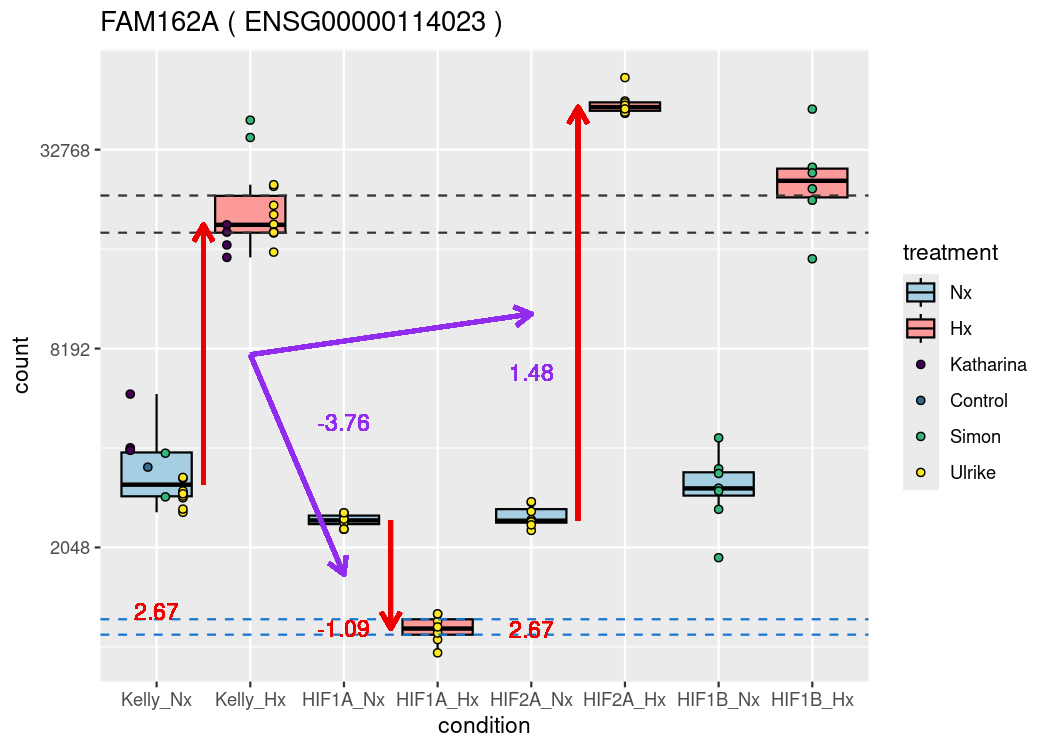 FAM162A ( ENSG00000114023 )
count
32768
8192
2048
1.48
-3.76
2.67
-1.09
2.67
Kelly_Nx
Kelly_Hx
HIF1A_Nx
HIF1A_Hx
HIF2A_Nx
HIF2A_Hx
HIF1B_Nx
HIF1B_Hx
condition
treatment
Nx
Hx
Katharina
Control
Simon
Ulrike